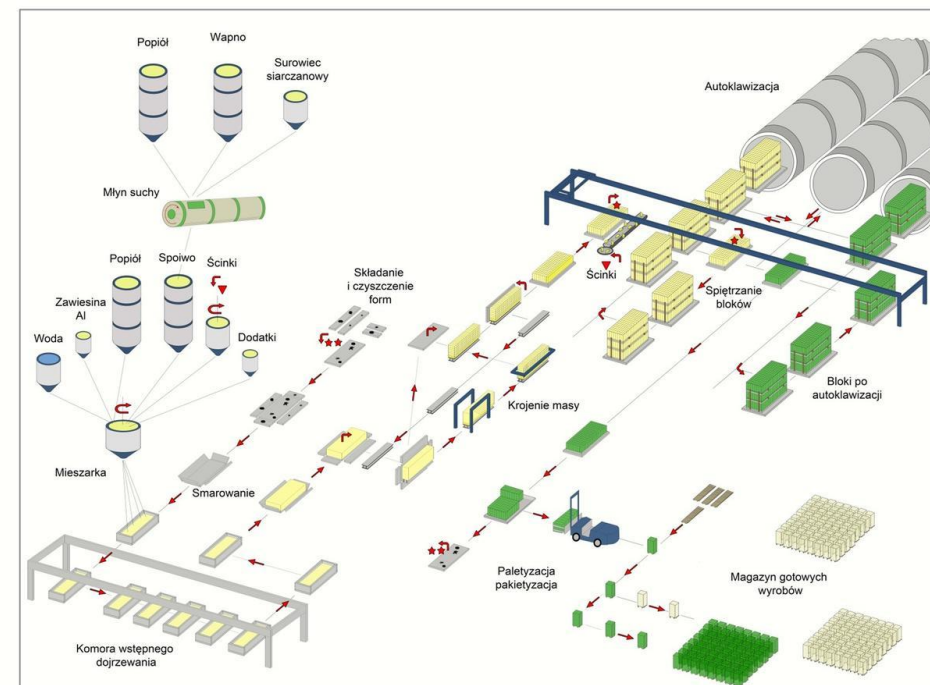 Popiół
Wapno
Surowiec
siarczanowy
Autoklawizacja
Młyn suchy
Popiół
Spoiwo
Ścinki
Zawiesina
Al
Woda
Dodatki
Składanie
i czyszczenie
form
Ścinki
Spiętrzanie
bloków
Bloki po
autoklawizacji
Krojenie masy
Mieszarka
Smarowanie
Paletyzacja
pakietyzacja
Magazyn gotowych
wyrobów
Komora wstępnego
dojrzewania